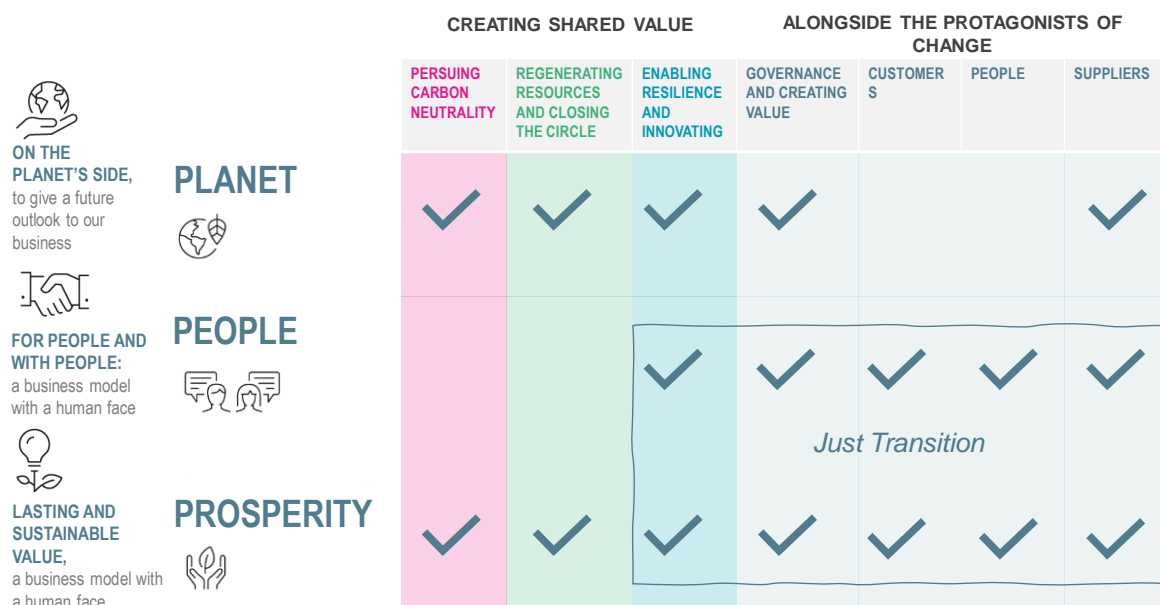 CREATING SHARED VALUE
ALONGSIDE THE PROTAGONISTS OF
CHANGE
PERSUING
CARBON
NEUTRALITY
REGENERATING
RESOURCES
AND CLOSING
THE CIRCLE
ENABLING
RESILIENCE
AND
INNOVATING
GOVERNANCE
AND CREATING
VALUE
CUSTOMER
S
PEOPLE
SUPPLIERS
ON THE
PLANET'S SIDE,
to give a future
outlook to our
business
PLANET
FOR PEOPLE AND
WITH PEOPLE:
a business model
with a human face
PEOPLE
Just Transition
LASTING AND
SUSTAINABLE
VALUE,
a business model with
a human face
PROSPERITY